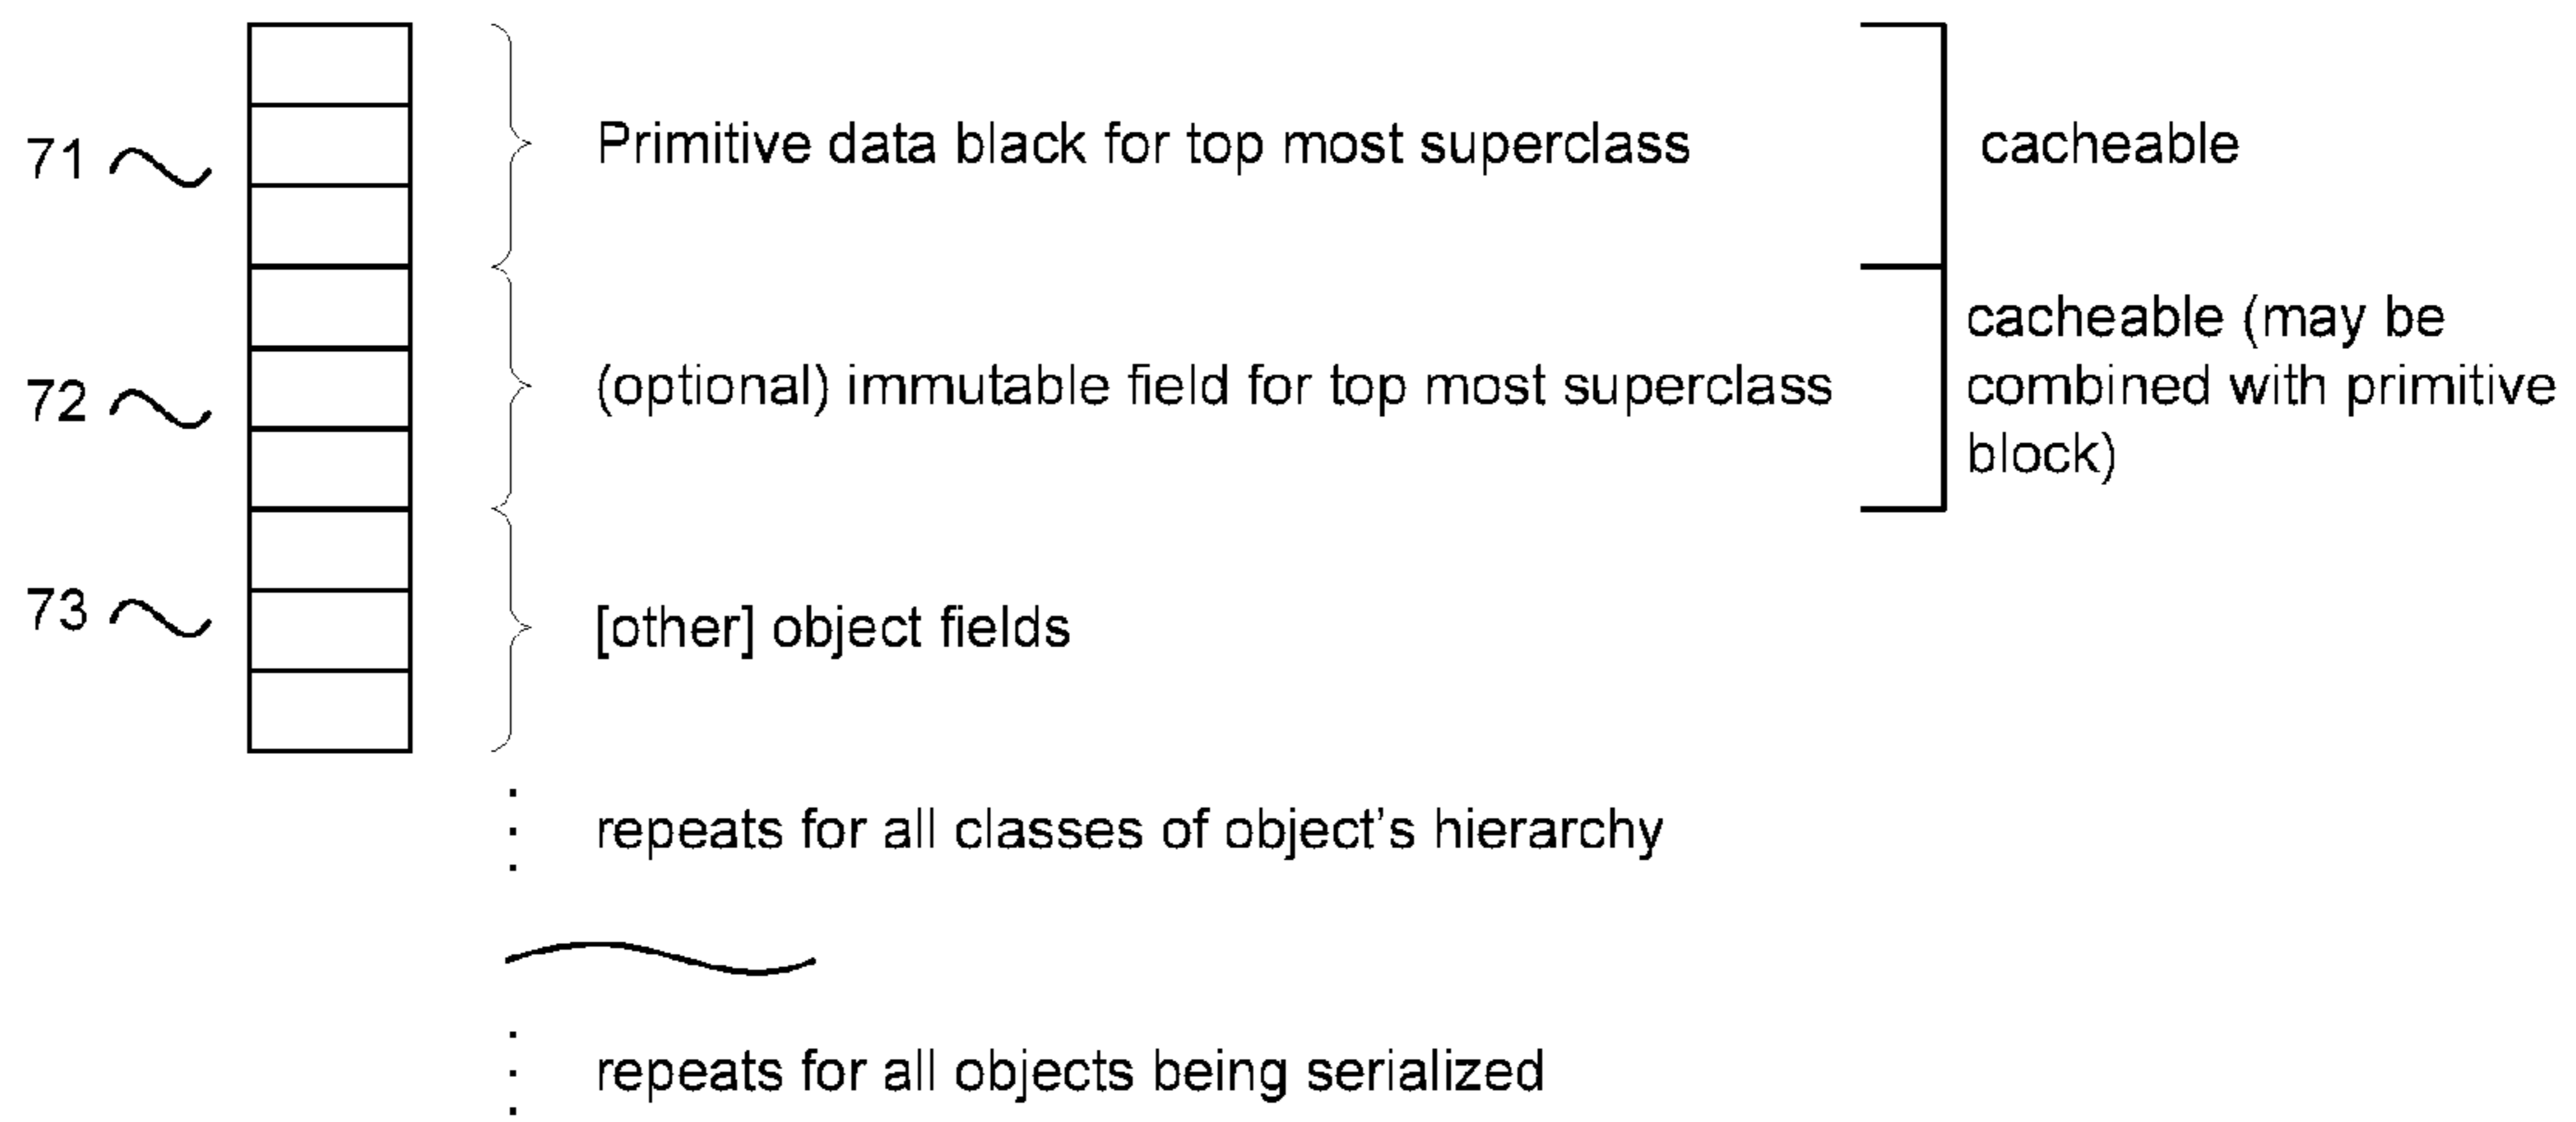 71
Primitive data black for top most superclass
cacheable
72
(optional) immutable field for top most superclass
cacheable (may be
combined with primitive
block)
73
[other] object fields
repeats for all classes of object’s hierarchy
repeats for all objects being serialized